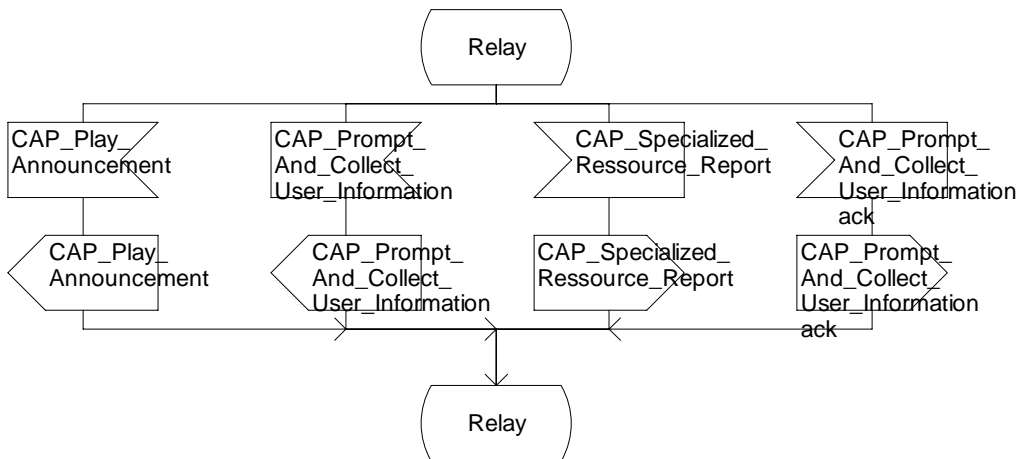 Relay
CAP_Play_
Announcement
CAP_Prompt_
And_Collect_
User_Information
CAP_Specialized_
Ressource_Report
CAP_Prompt_
And_Collect_
User_Information
ack
CAP_Play_
Announcement
CAP_Prompt_
And_Collect_
User_Information
CAP_Specialized_
Ressource_Report
CAP_Prompt_
And_Collect_
User_Information
ack
Relay